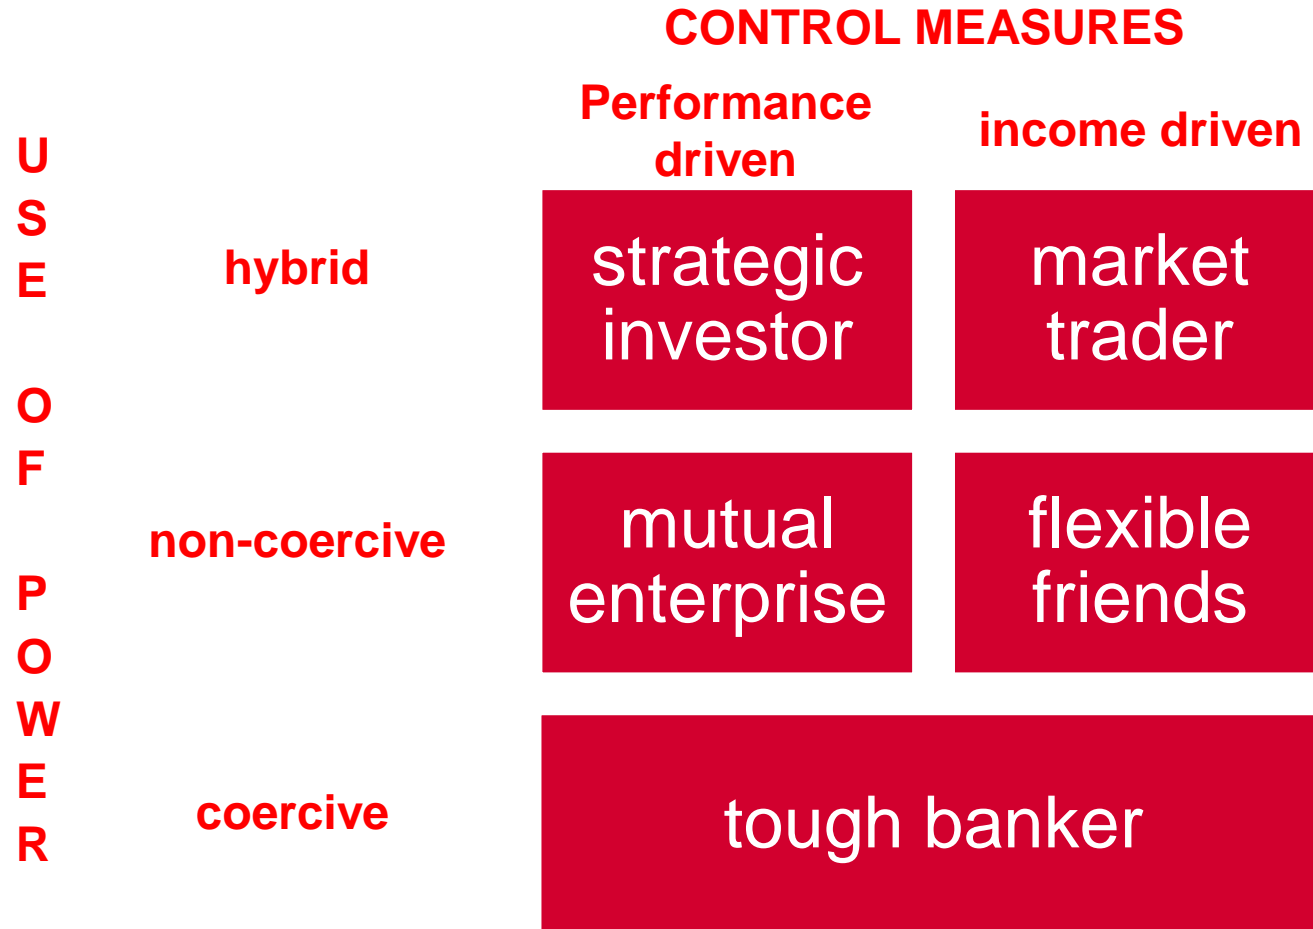 CONTROL MEASURES
Performance
driven
income driven
U
S
E
O
F
P
O
W
E
R
hybrid
strategic
investor
market
trader
non-coercive
mutual
enterprise
flexible
friends
coercive
tough banker